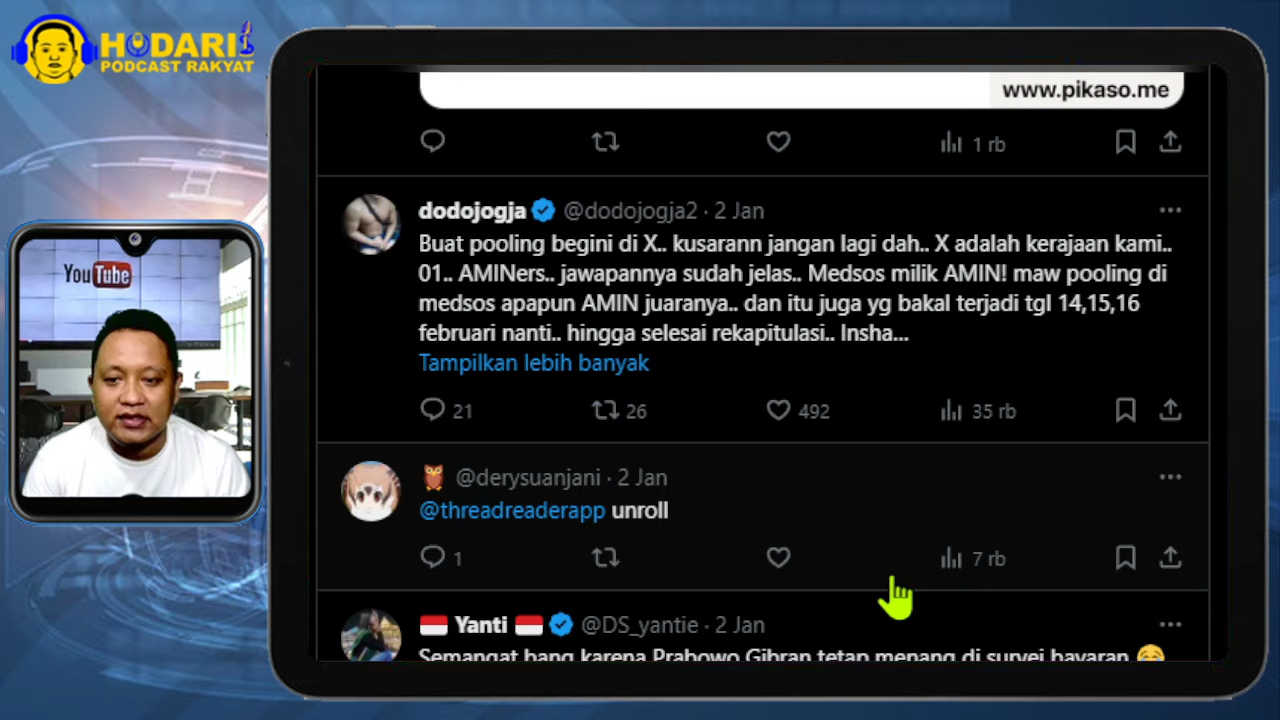 HODARI
PODCAST RAKYAT
YouTube
www.pikaso.me
1 rb
dodojogja @dodojogja2 · 2 Jan
Buat pooling begini di X.. kusarann jangan lagi dah.. X adalah kerajaan kami..
01.. AMINers.. jawapannya sudah jelas.. Medsos milik AMIN! maw pooling di
medsos apapun AMIN juaranya.. dan itu juga yg bakal terjadi tgl 14,15,16
februari nanti.. hingga selesai rekapitulasi.. Insha...
Tampilkan lebih banyak
21 26 492 35 rb
@derysuanjani · 2 Jan
@threadreaderapp unroll
1 7 rb
Yanti @DS_yantie · 2 Jan
Semangat bang karena Prabowo Gibran tetap menang di survei bayaran